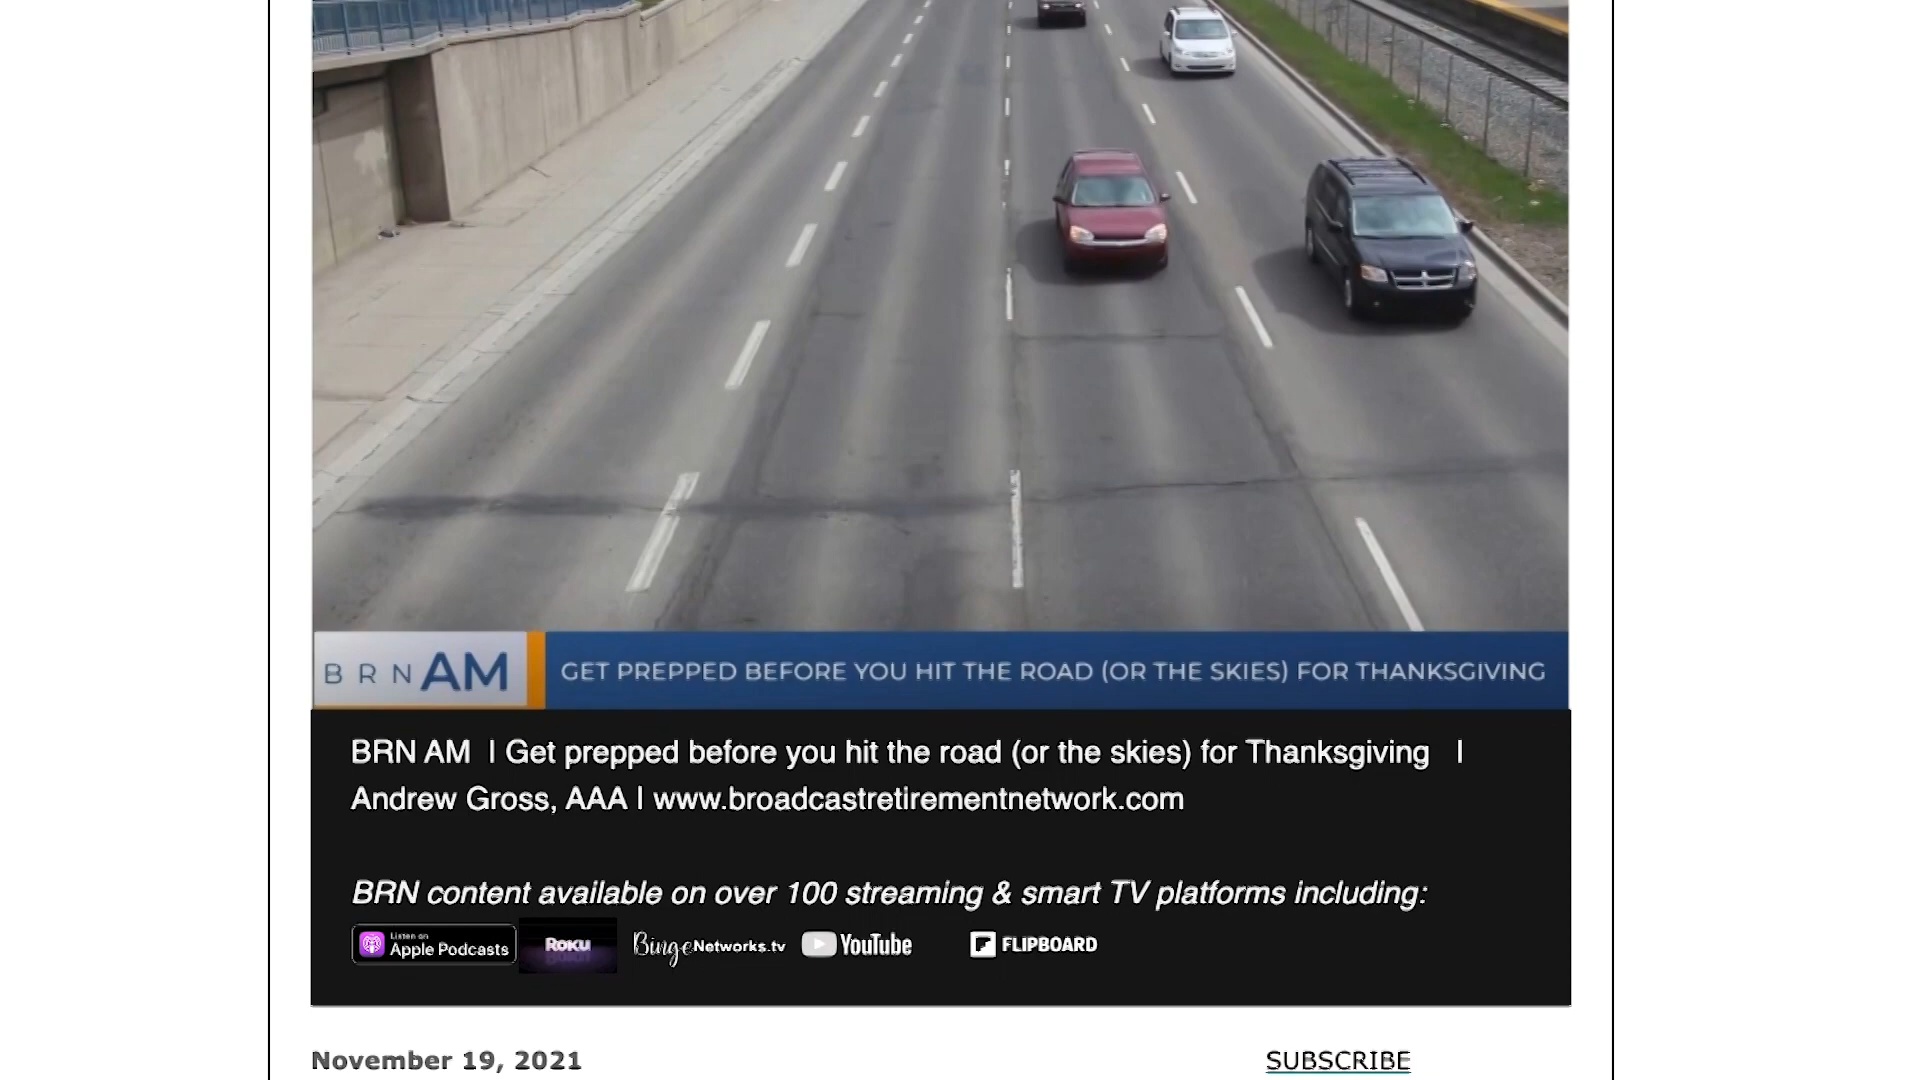 BRN AM GET PREPPED BEFORE YOU HIT THE ROAD (OR THE SKIES) FOR THANKSGIVING
BRN AM | Get prepped before you hit the road (or the skies) for Thanksgiving |
Andrew Gross, AAA | www.broadcastretirementnetwork.com
BRN content available on over 100 streaming & smart TV platforms including:
Listen on
Apple Podcasts ROKU Binge Networks.tv YouTube FLIPBOARD
November 19, 2021 SUBSCRIBE